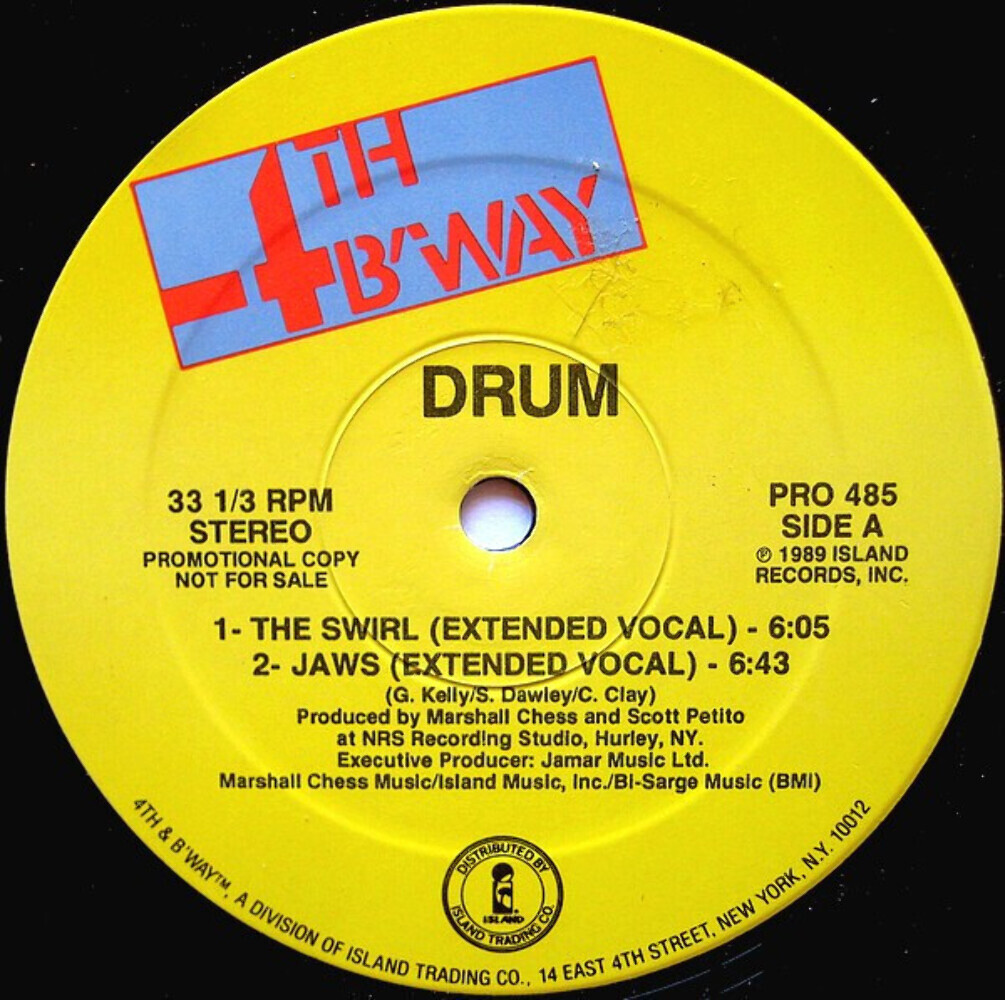 4TH
B'WAY
DRUM
33 1/3 RPM
STEREO
PROMOTIONAL COPY
NOT FOR SALE
PRO 485
SIDE A
℗ 1989 ISLAND
RECORDS, INC.
1- THE SWIRL (EXTENDED VOCAL) - 6:05
2- JAWS (EXTENDED VOCAL) - 6:43
(G. Kelly/S. Dawley/C. Clay)
Produced by Marshall Chess and Scott Petito
at NRS Recording Studio, Hurley, NY.
Executive Producer: Jamar Music Ltd.
Marshall Chess Music/Island Music, Inc./Bi-Sarge Music (BMI)
DISTRIBUTED BY
ISLAND
ISLAND TRADING CO.
4TH & B'WAY™, A DIVISION OF ISLAND TRADING CO., 14 EAST 4TH STREET, NEW YORK, N.Y. 10012